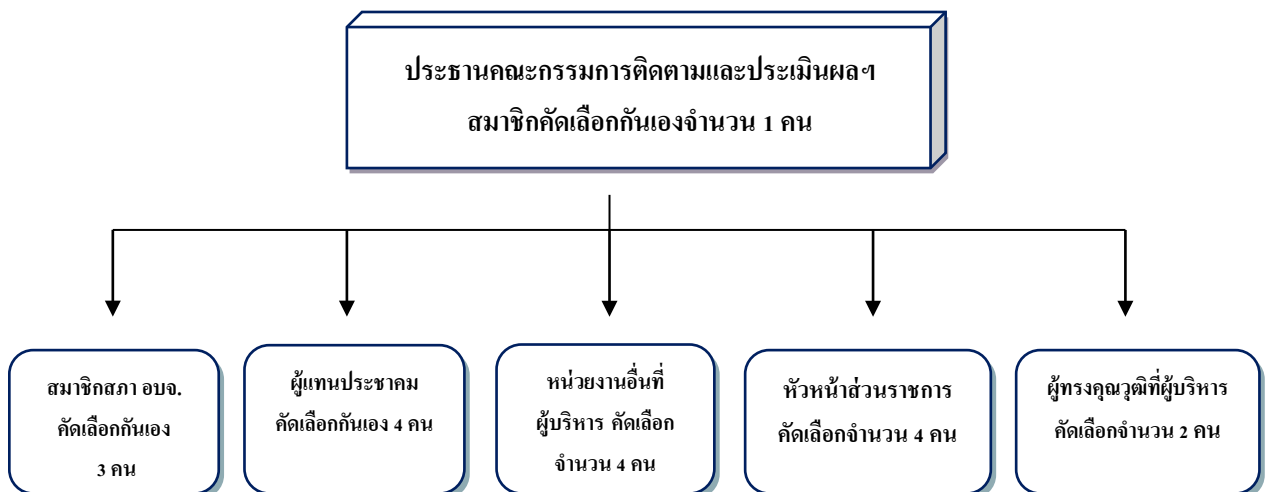 ประธานคณะกรรมการติดตามและประเมินผลฯ
สมาชิกคัดเลือกกันเองจำนวน 1 คน
สมาชิกสภา อบจ.
คัดเลือกกันเอง
3 คน
ผู้แทนประชาคม
คัดเลือกกันเอง 4 คน
หน่วยงานอื่นที่
ผู้บริหาร คัดเลือก
จำนวน 4 คน
หัวหน้าส่วนราชการ
คัดเลือกจำนวน 4 คน
ผู้ทรงคุณวุฒิที่ผู้บริหาร
คัดเลือกจำนวน 2 คน